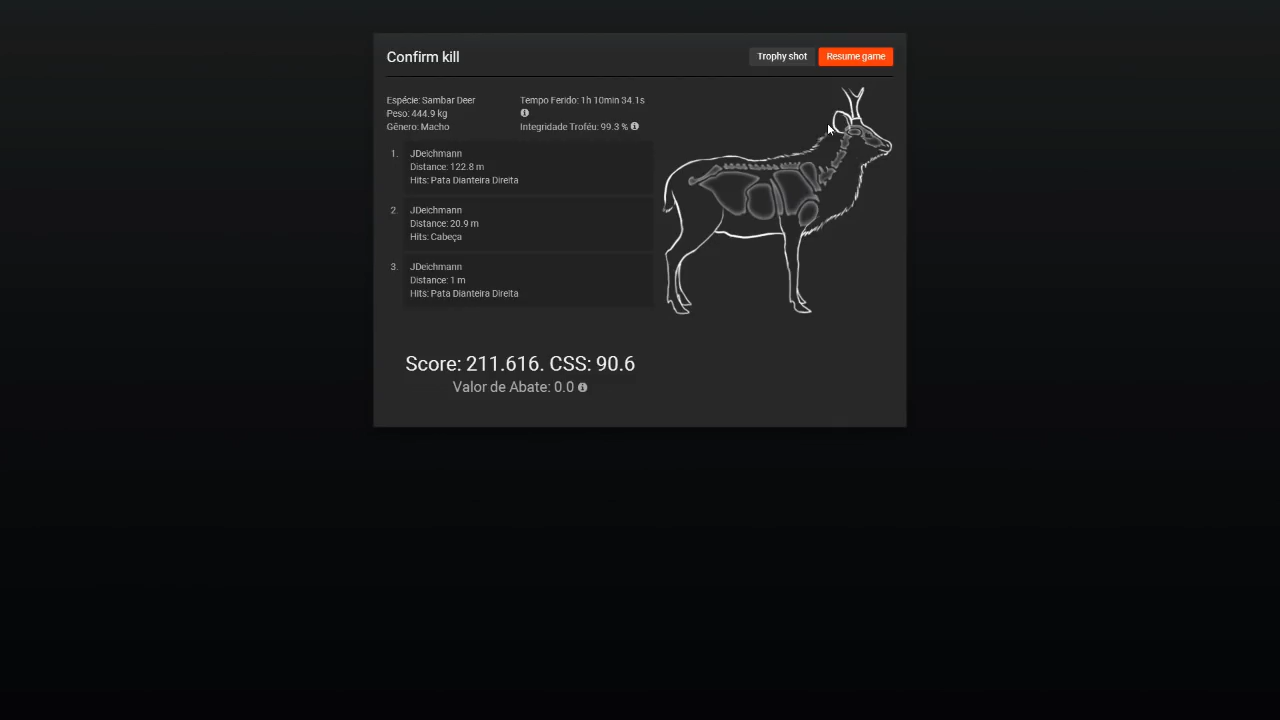 Confirm kill
Trophy shot
Resume game
Espécie: Sambar Deer
Peso: 444.9 kg
Gênero: Macho
Tempo Ferido: 1h 10min 34.1s
Integridade Troféu: 99.3 %
1. JDeichmann
Distance: 122.8 m
Hits: Pata Dianteira Direita
2. JDeichmann
Distance: 20.9 m
Hits: Cabeça
3. JDeichmann
Distance: 1 m
Hits: Pata Dianteira Direita
Score: 211.616. CSS: 90.6
Valor de Abate: 0.0